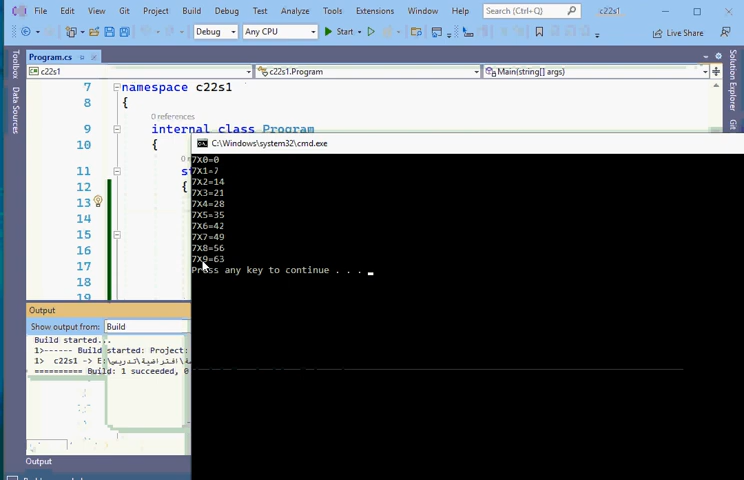 File Edit View Git Project Build Debug Test Analyze Tools Extensions Window Help Search (Ctrl+Q) c22s1
Debug Any CPU Start Live Share
Program.cs
c22s1 c22s1.Program Main(string[] args)
Toolbox
Data Sources
Solution Explorer
Git
7 namespace c22s1
8 {
0 references
9 internal class Program
10 {
11
12 {
13
14
15
16
17
18
19
C:\Windows\system32\cmd.exe
7X0=0
7X1=7
7X2=14
7X3=21
7X4=28
7X5=35
7X6=42
7X7=49
7X8=56
7X9=63
Press any key to continue . . .
Output
Show output from: Build
Build started...
1>------ Build started: Project:
1> c22s1 -> E:\تدريس\افتراضية
========== Build: 1 succeeded, 0
Output